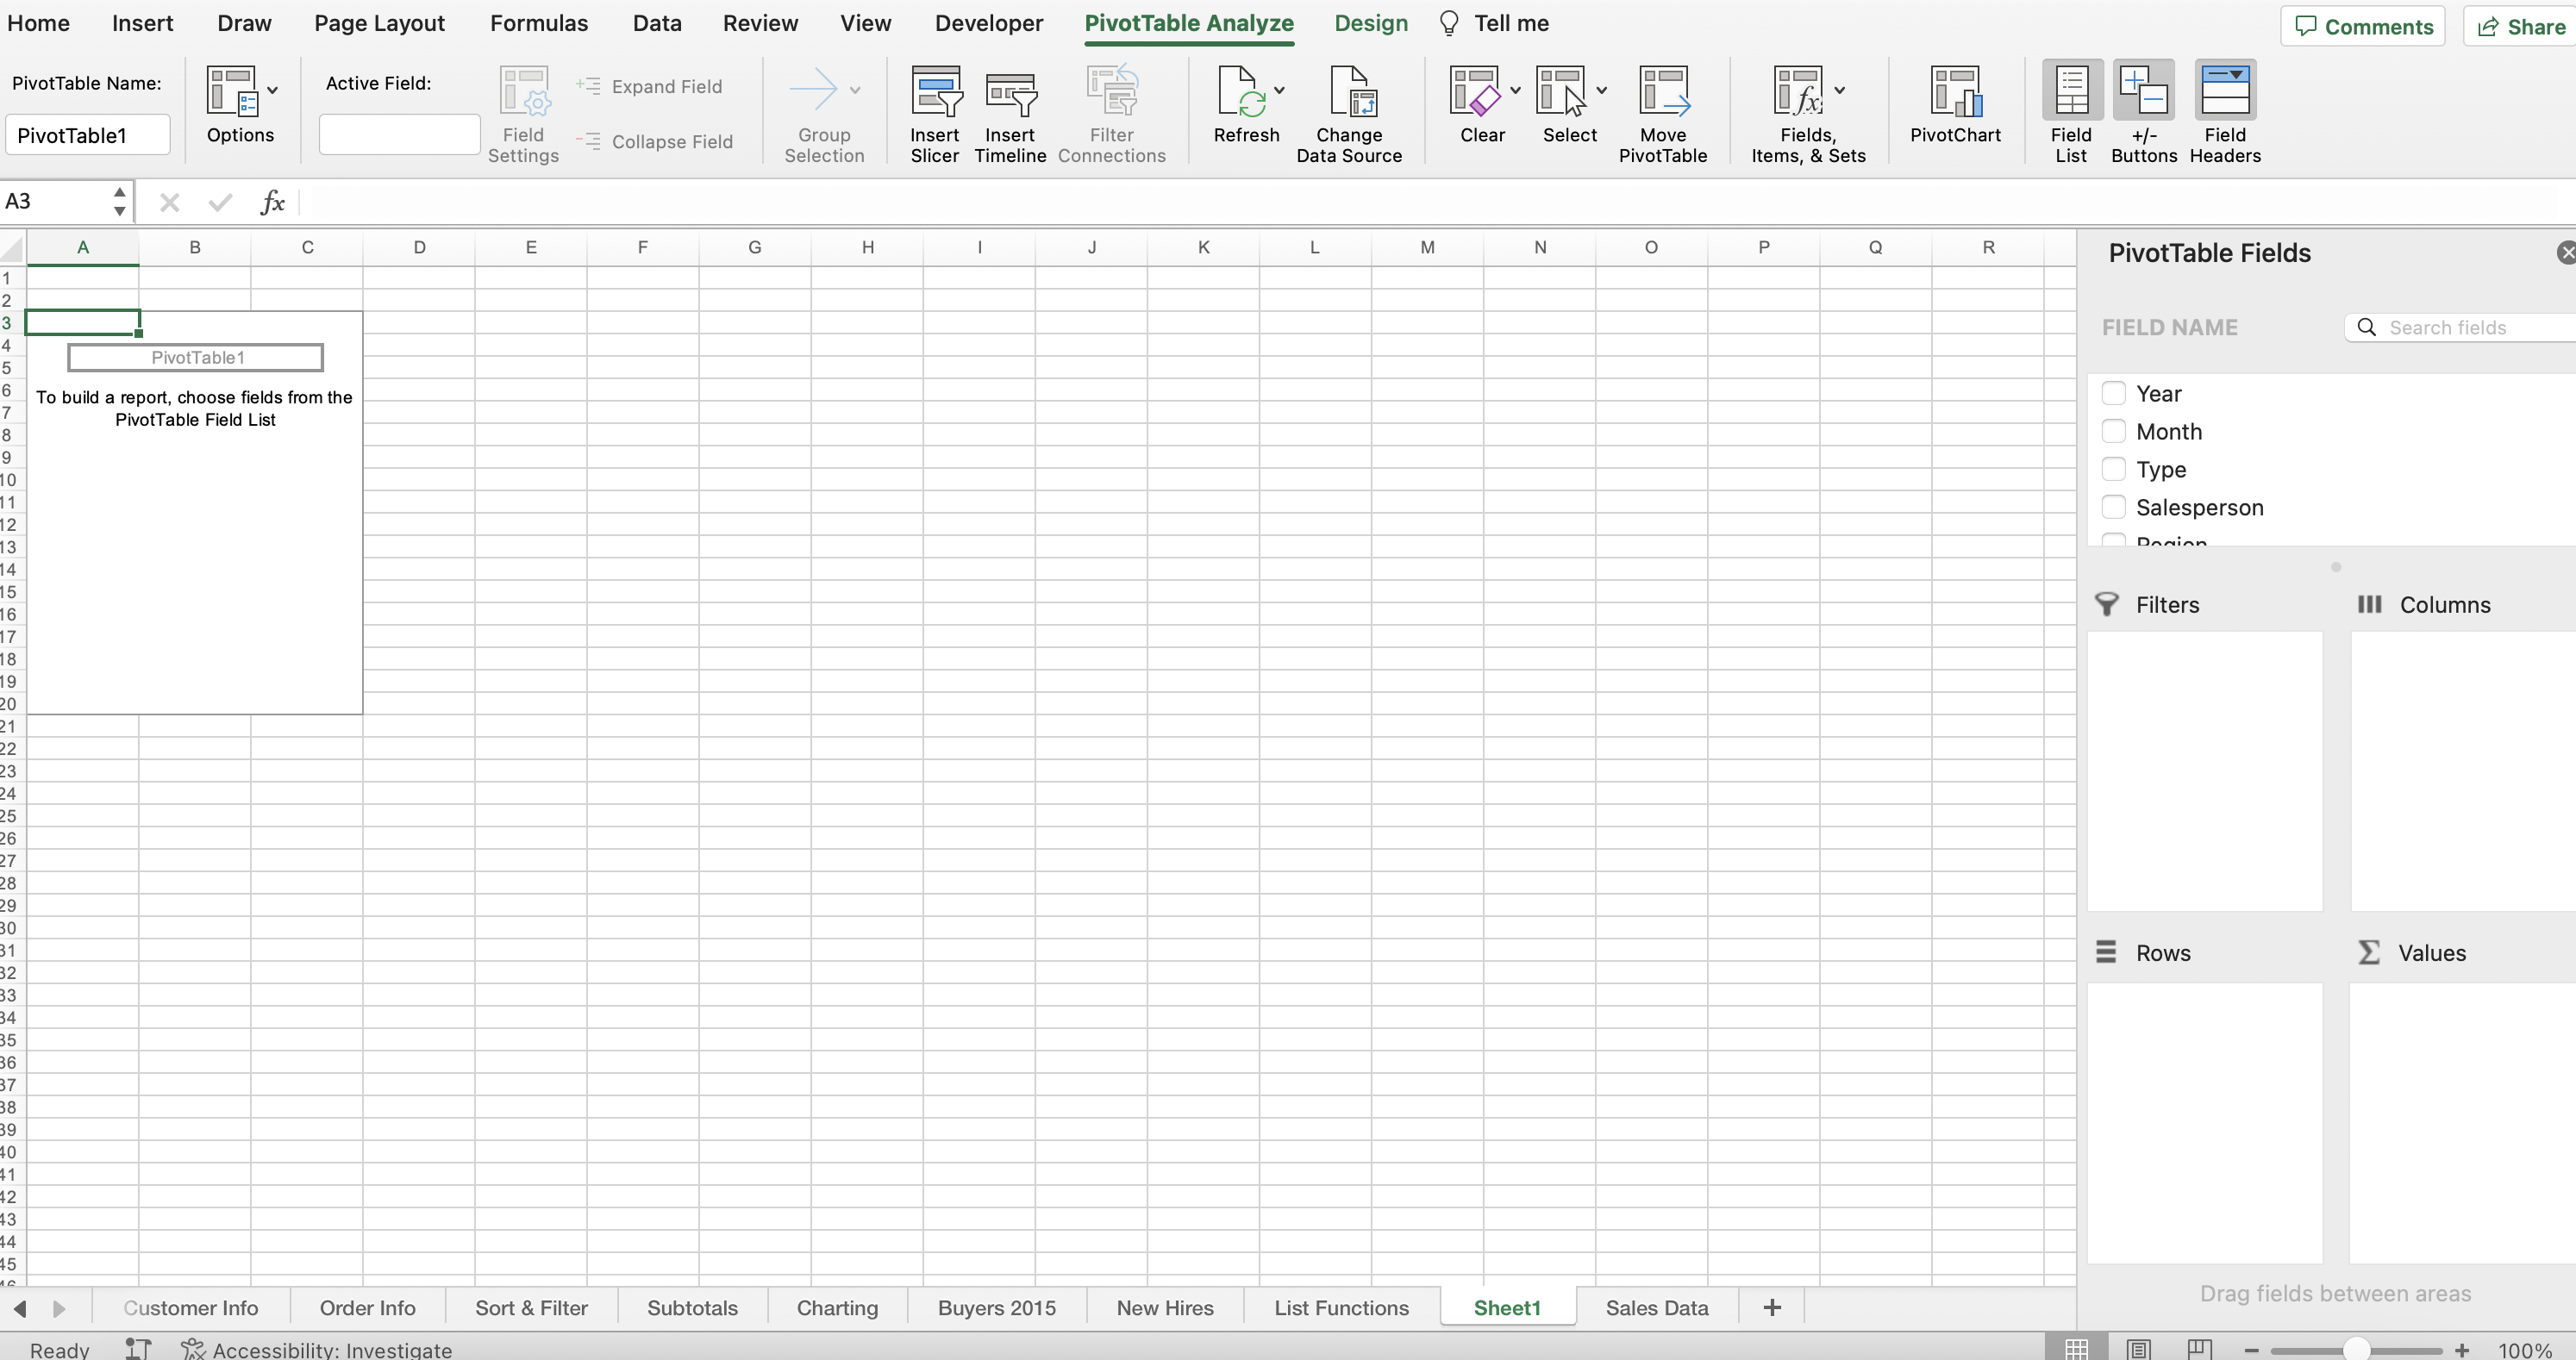 Home Insert Draw Page Layout Formulas Data Review View Developer PivotTable Analyze Design Tell me Comments Share
PivotTable Name:
PivotTable1
Options
Active Field:
Field
Settings
Expand Field
Collapse Field
Group
Selection
Insert
Slicer
Insert
Timeline
Filter
Connections
Refresh
Change
Data Source
Clear
Select
Move
PivotTable
Fields,
Items, & Sets
PivotChart
Field
List
+/-
Buttons
Field
Headers
A3 fx
A B C D E F G H I J K L M N O P Q R
1
2
3
4
5
6
7
8
9
10
11
12
13
14
15
16
17
18
19
20
21
22
23
24
25
26
27
28
29
30
31
32
33
34
35
36
37
38
39
40
41
42
43
44
45
46
PivotTable1
To build a report, choose fields from the
PivotTable Field List
PivotTable Fields
FIELD NAME Search fields
Year
Month
Type
Salesperson
Region
Filters
Columns
Rows
Values
Drag fields between areas
Customer Info Order Info Sort & Filter Subtotals Charting Buyers 2015 New Hires List Functions Sheet1 Sales Data +
Ready Accessibility: Investigate 100%